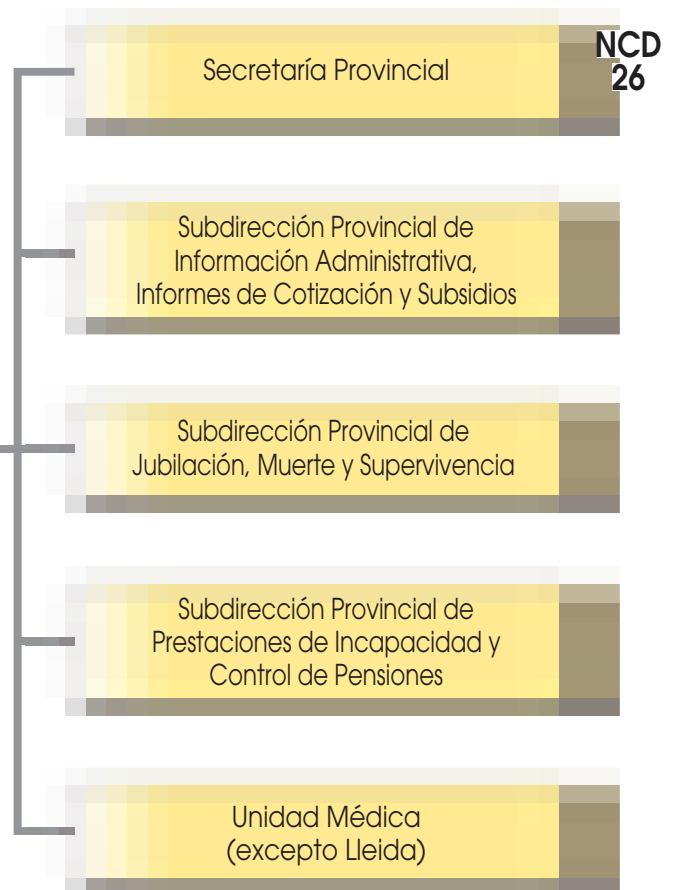 Secretaría Provincial
NCD
26
Subdirección Provincial de
Información Administrativa,
Informes de Cotización y Subsidios
Subdirección Provincial de
Jubilación, Muerte y Supervivencia
Subdirección Provincial de
Prestaciones de Incapacidad y
Control de Pensiones
Unidad Médica
(excepto Lleida)